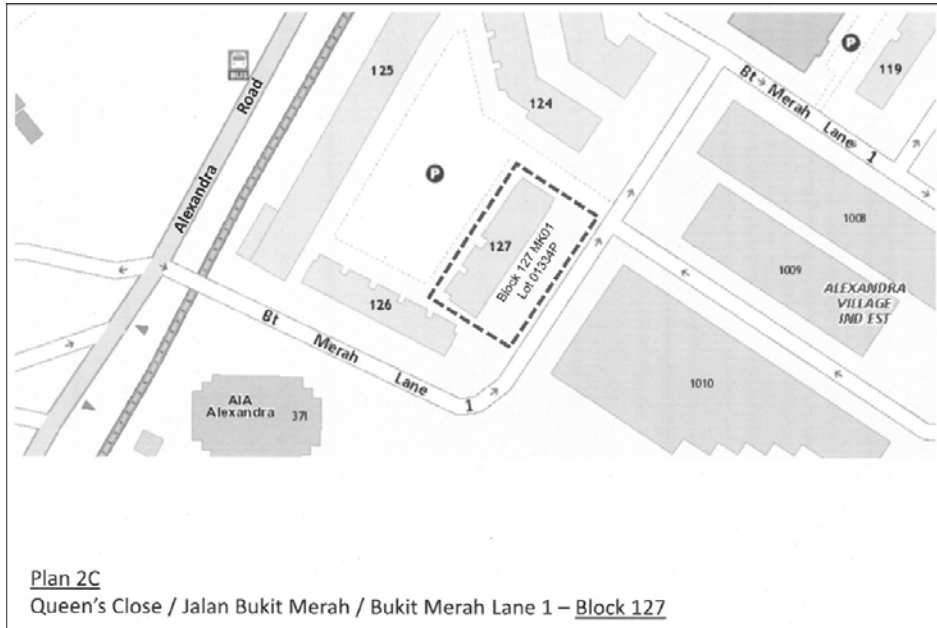 P
119
125
BUS
Road
124
Bt Merah Lane 1
Alexandra
P
127
Block 127 MK01
Lot 01334P
1008
1009
ALEXANDRA
VILLAGE
IND EST
126
Bt Merah Lane 1
1010
AIA
Alexandra
371
Plan 2C
Queen's Close / Jalan Bukit Merah / Bukit Merah Lane 1 – Block 127